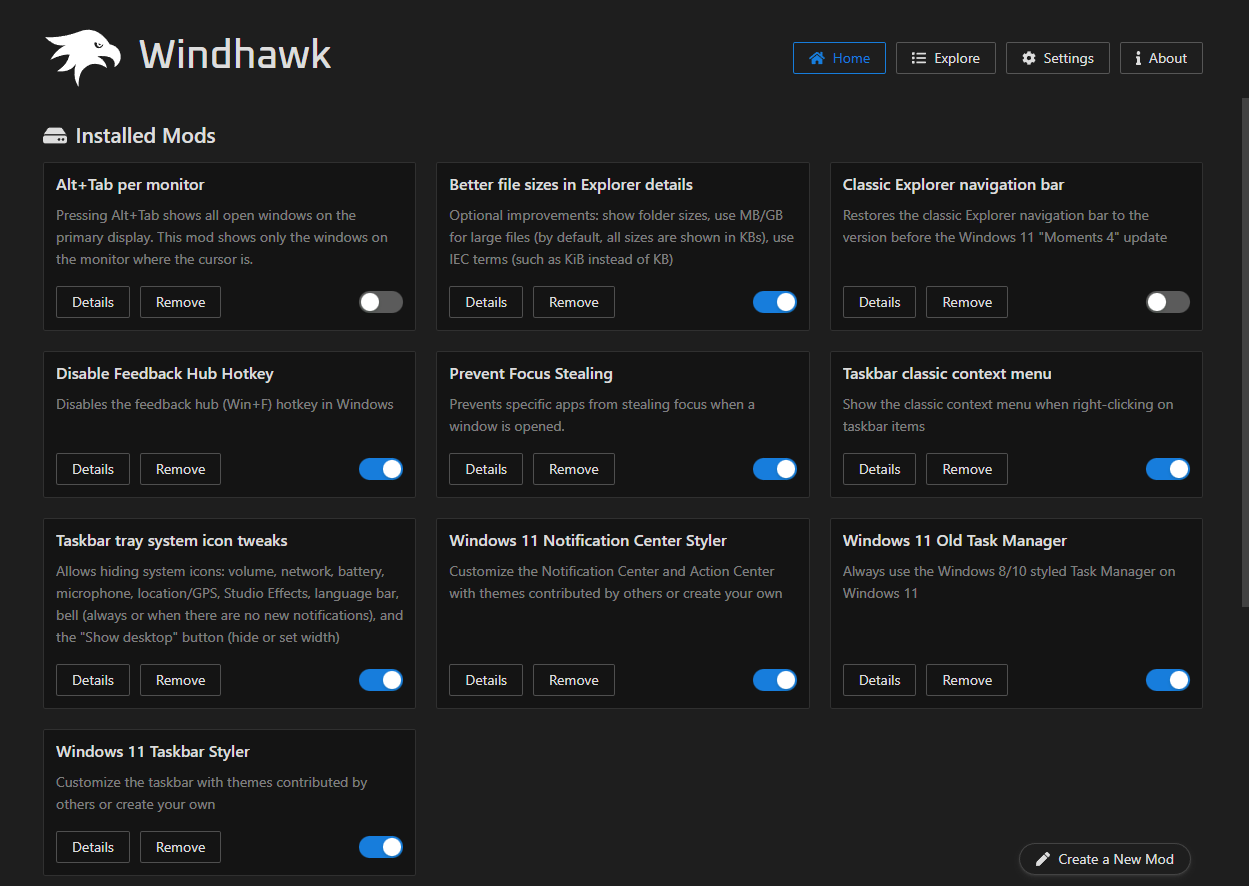 Windhawk
Home
Explore
Settings
About
Installed Mods
Alt+Tab per monitor
Pressing Alt+Tab shows all open windows on the
primary display. This mod shows only the windows on
the monitor where the cursor is.
Details
Remove
Better file sizes in Explorer details
Optional improvements: show folder sizes, use MB/GB
for large files (by default, all sizes are shown in KBs), use
IEC terms (such as KiB instead of KB)
Details
Remove
Classic Explorer navigation bar
Restores the classic Explorer navigation bar to the
version before the Windows 11 "Moments 4" update
Details
Remove
Disable Feedback Hub Hotkey
Disables the feedback hub (Win+F) hotkey in Windows
Details
Remove
Prevent Focus Stealing
Prevents specific apps from stealing focus when a
window is opened.
Details
Remove
Taskbar classic context menu
Show the classic context menu when right-clicking on
taskbar items
Details
Remove
Taskbar tray system icon tweaks
Allows hiding system icons: volume, network, battery,
microphone, location/GPS, Studio Effects, language bar,
bell (always or when there are no new notifications), and
the "Show desktop" button (hide or set width)
Details
Remove
Windows 11 Notification Center Styler
Customize the Notification Center and Action Center
with themes contributed by others or create your own
Details
Remove
Windows 11 Old Task Manager
Always use the Windows 8/10 styled Task Manager on
Windows 11
Details
Remove
Windows 11 Taskbar Styler
Customize the taskbar with themes contributed by
others or create your own
Details
Remove
Create a New Mod